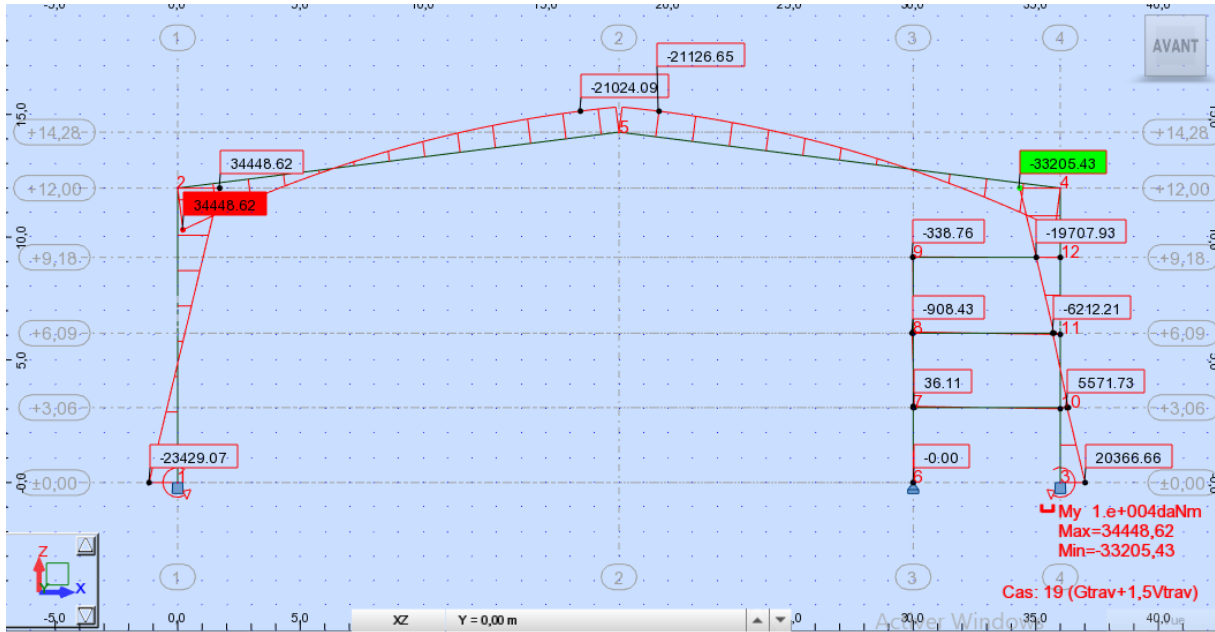 -5,0 0,0 5,0 10,0 15,0 20,0 25,0 30,0 35,0 40,0
1 2 3 4
AVANT
-21126.65
-21024.09
15,0
+14,28 5 +14,28
34448.62 -33205.43
+12,00 2 4 +12,00
34448.62
10,0 -338.76 -19707.93
+9,18 9 12 +9,18
-908.43 -6212.21
+6,09 8 11 +6,09
5,0
36.11 5571.73
+3,06 7 10 +3,06
-23429.07 -0.00 20366.66
±0,00 1 6 3 ±0,00
My 1.e+004daNm
Max=34448,62
Min=-33205,43
Z
Y X
1 2 3 4
Cas: 19 (Gtrav+1,5Vtrav)
-5,0 0,0 5,0 XZ Y = 0,00 m 30,0 35,0 40,0
Activer Windows